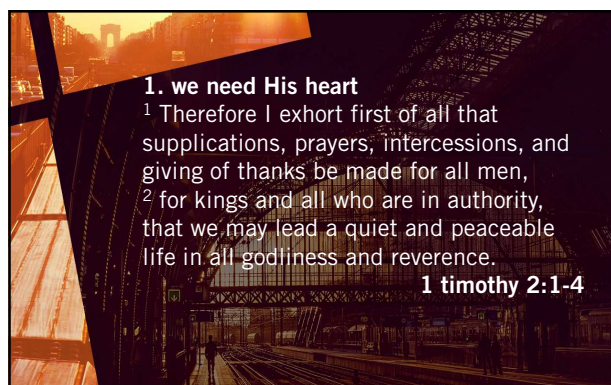 1. we need His heart
1 Therefore I exhort first of all that
supplications, prayers, intercessions, and
giving of thanks be made for all men,
2 for kings and all who are in authority,
that we may lead a quiet and peaceable
life in all godliness and reverence.
1 timothy 2:1-4